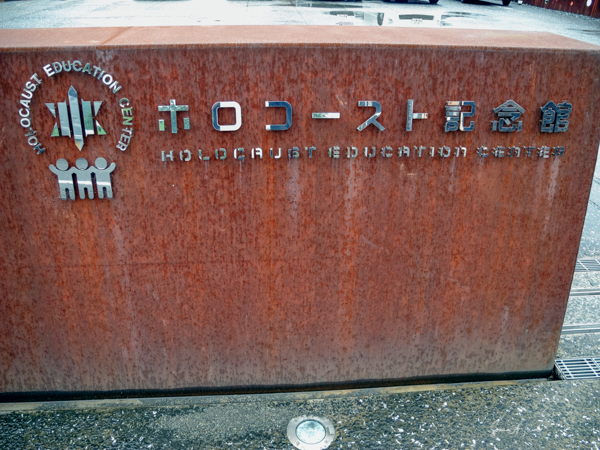 HOLOCAUST EDUCATION CENTER
ホロコースト記念館
HOLOCAUST EDUCATION CENTER